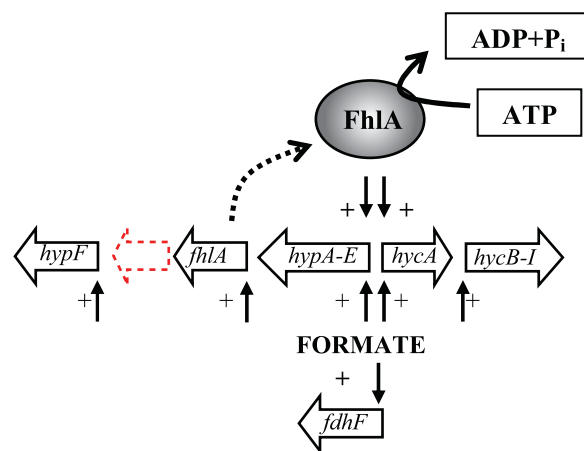 ADP+Pi
FhlA
ATP
+ +
hypF fhlA hypA-E hycA hycB-I
+ + + + +
FORMATE
+
fdhF